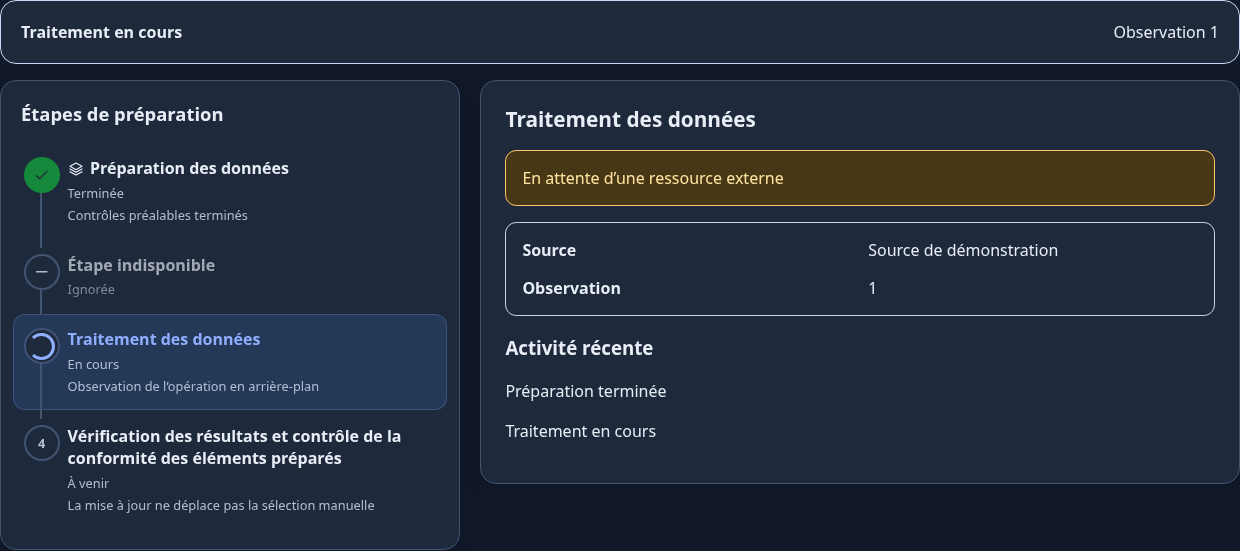 Traitement en cours
Observation 1
Étapes de préparation
Préparation des données
Terminée
Contrôles préalables terminés
Étape indisponible
Ignorée
Traitement des données
En cours
Observation de l’opération en arrière-plan
4
Vérification des résultats et contrôle de la
conformité des éléments préparés
À venir
La mise à jour ne déplace pas la sélection manuelle
Traitement des données
En attente d’une ressource externe
Source
Source de démonstration
Observation
1
Activité récente
Préparation terminée
Traitement en cours